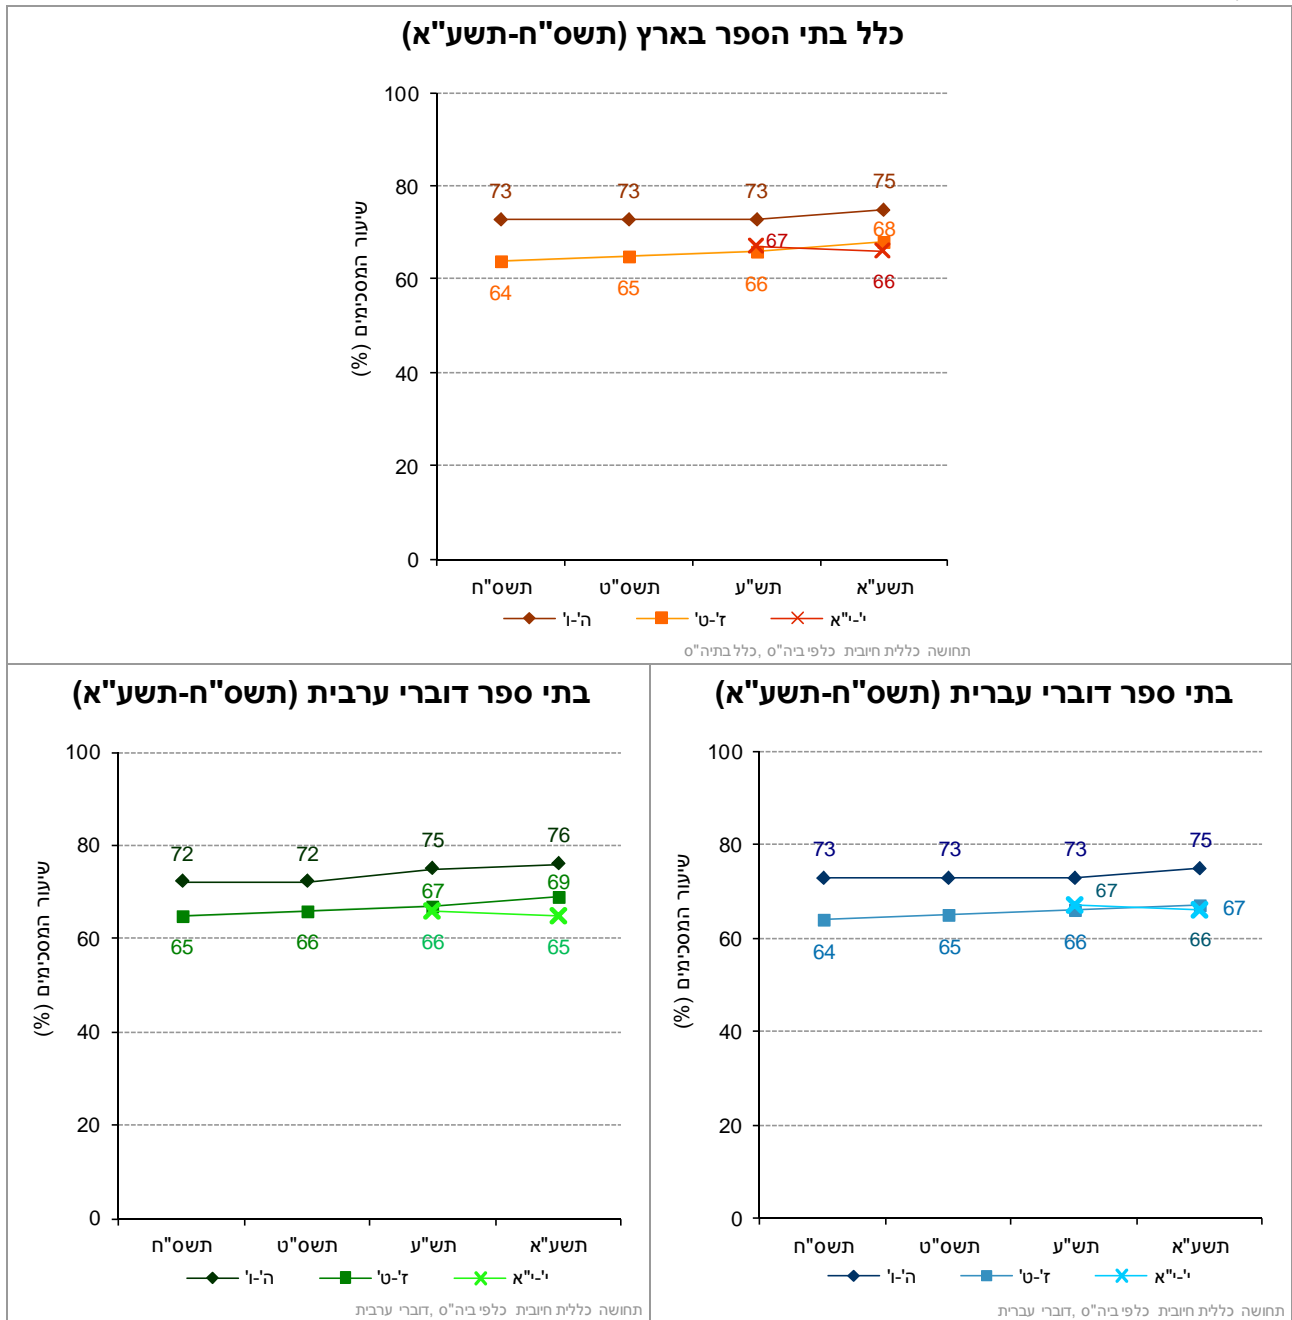 כלל בתי הספר בארץ (תשס"ח-תשע"א)
שיעור המסכימים (%)
100
80
60
40
20
0
73
73
73
75
64
65
66
68
67
66
תשס"ח
תשס"ט
תש"ע
תשע"א
ה'-ו'
ז'-ט'
י'-י"א
תחושה כללית חיובית כלפי ביה"ס ,כלל בתיה"ס
בתי ספר דוברי עברית (תשס"ח-תשע"א)
שיעור המסכימים (%)
100
80
60
40
20
0
73
73
73
75
64
65
66
67
67
66
תשס"ח
תשס"ט
תש"ע
תשע"א
ה'-ו'
ז'-ט'
י'-י"א
תחושה כללית חיובית כלפי ביה"ס ,דוברי עברית
בתי ספר דוברי ערבית (תשס"ח-תשע"א)
שיעור המסכימים (%)
100
80
60
40
20
0
72
72
75
76
65
66
67
69
66
65
תשס"ח
תשס"ט
תש"ע
תשע"א
ה'-ו'
ז'-ט'
י'-י"א
תחושה כללית חיובית כלפי ביה"ס ,דוברי ערבית